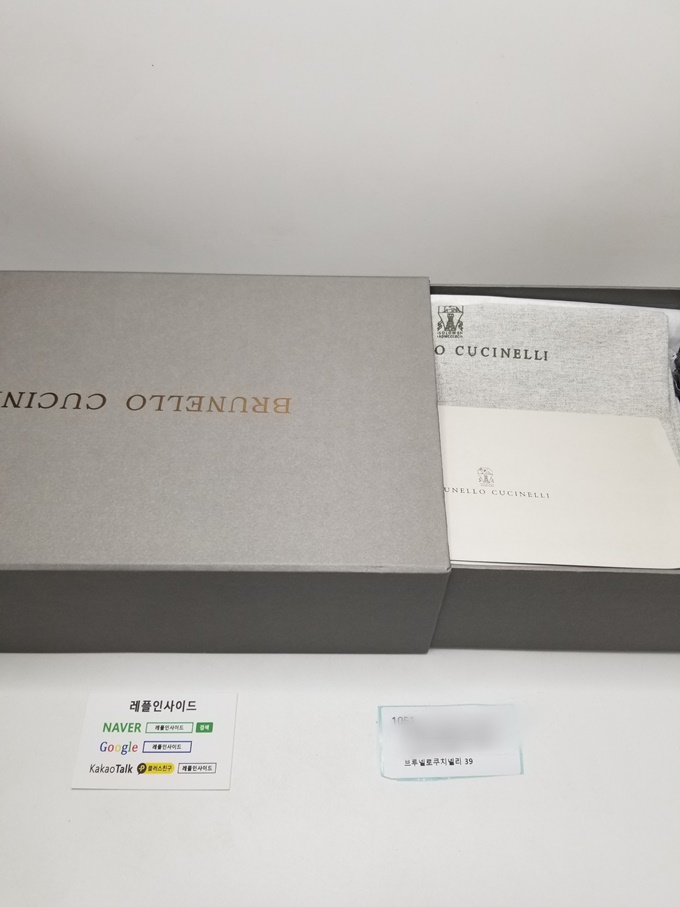 BRUNELLO CUCIN
O CUCINELLI
UNELLO CUCINELLI
레플인사이드
NAVER 레플인사이드 검색
Google 레플인사이드
KakaoTalk 플러스친구 레플인사이드
브루넬로쿠치넬리 39